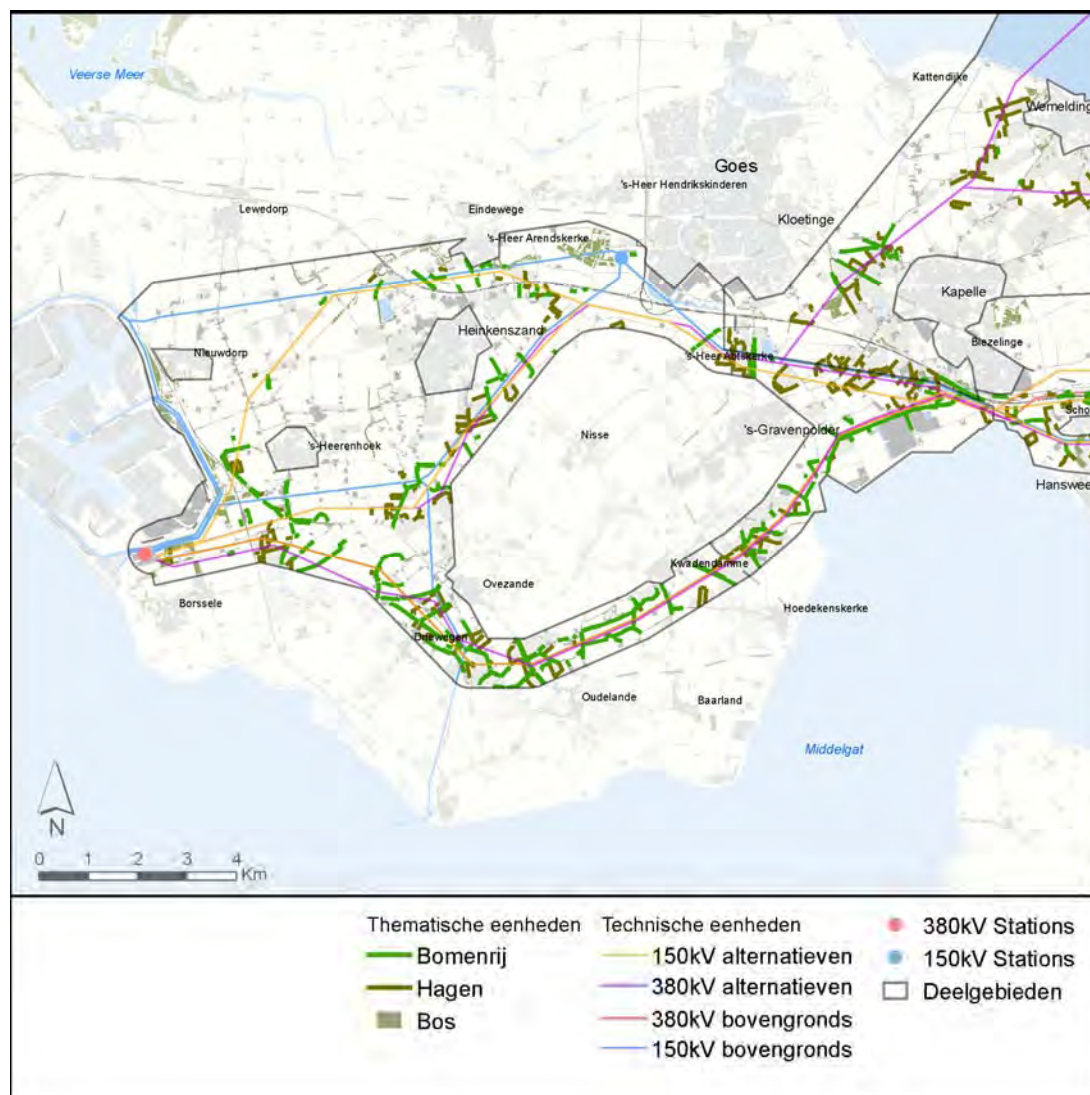 Veerse Meer
Kattendijke
Wemelding
Goes
's-Heer Hendrikskinderen
Lewedorp
Eindewege
Kloetinge
's-Heer Arendskerke
Kapelle
Biezelinge
Heinkenszand
Nieuwdorp
's-Heer Abtskerke
Scho
's-Gravenpolder
Nisse
's-Heerenhoek
Hanswee
Kwadendamme
Ovezande
Borssele
Hoedekenskerke
Driewegen
Oudelande
Baarland
Middelgat
N
0 1 2 3 4
Km
Thematische eenheden
Bomenrij
Hagen
Bos
Technische eenheden
150kV alternatieven
380kV alternatieven
380kV bovengronds
150kV bovengronds
380kV Stations
150kV Stations
Deelgebieden